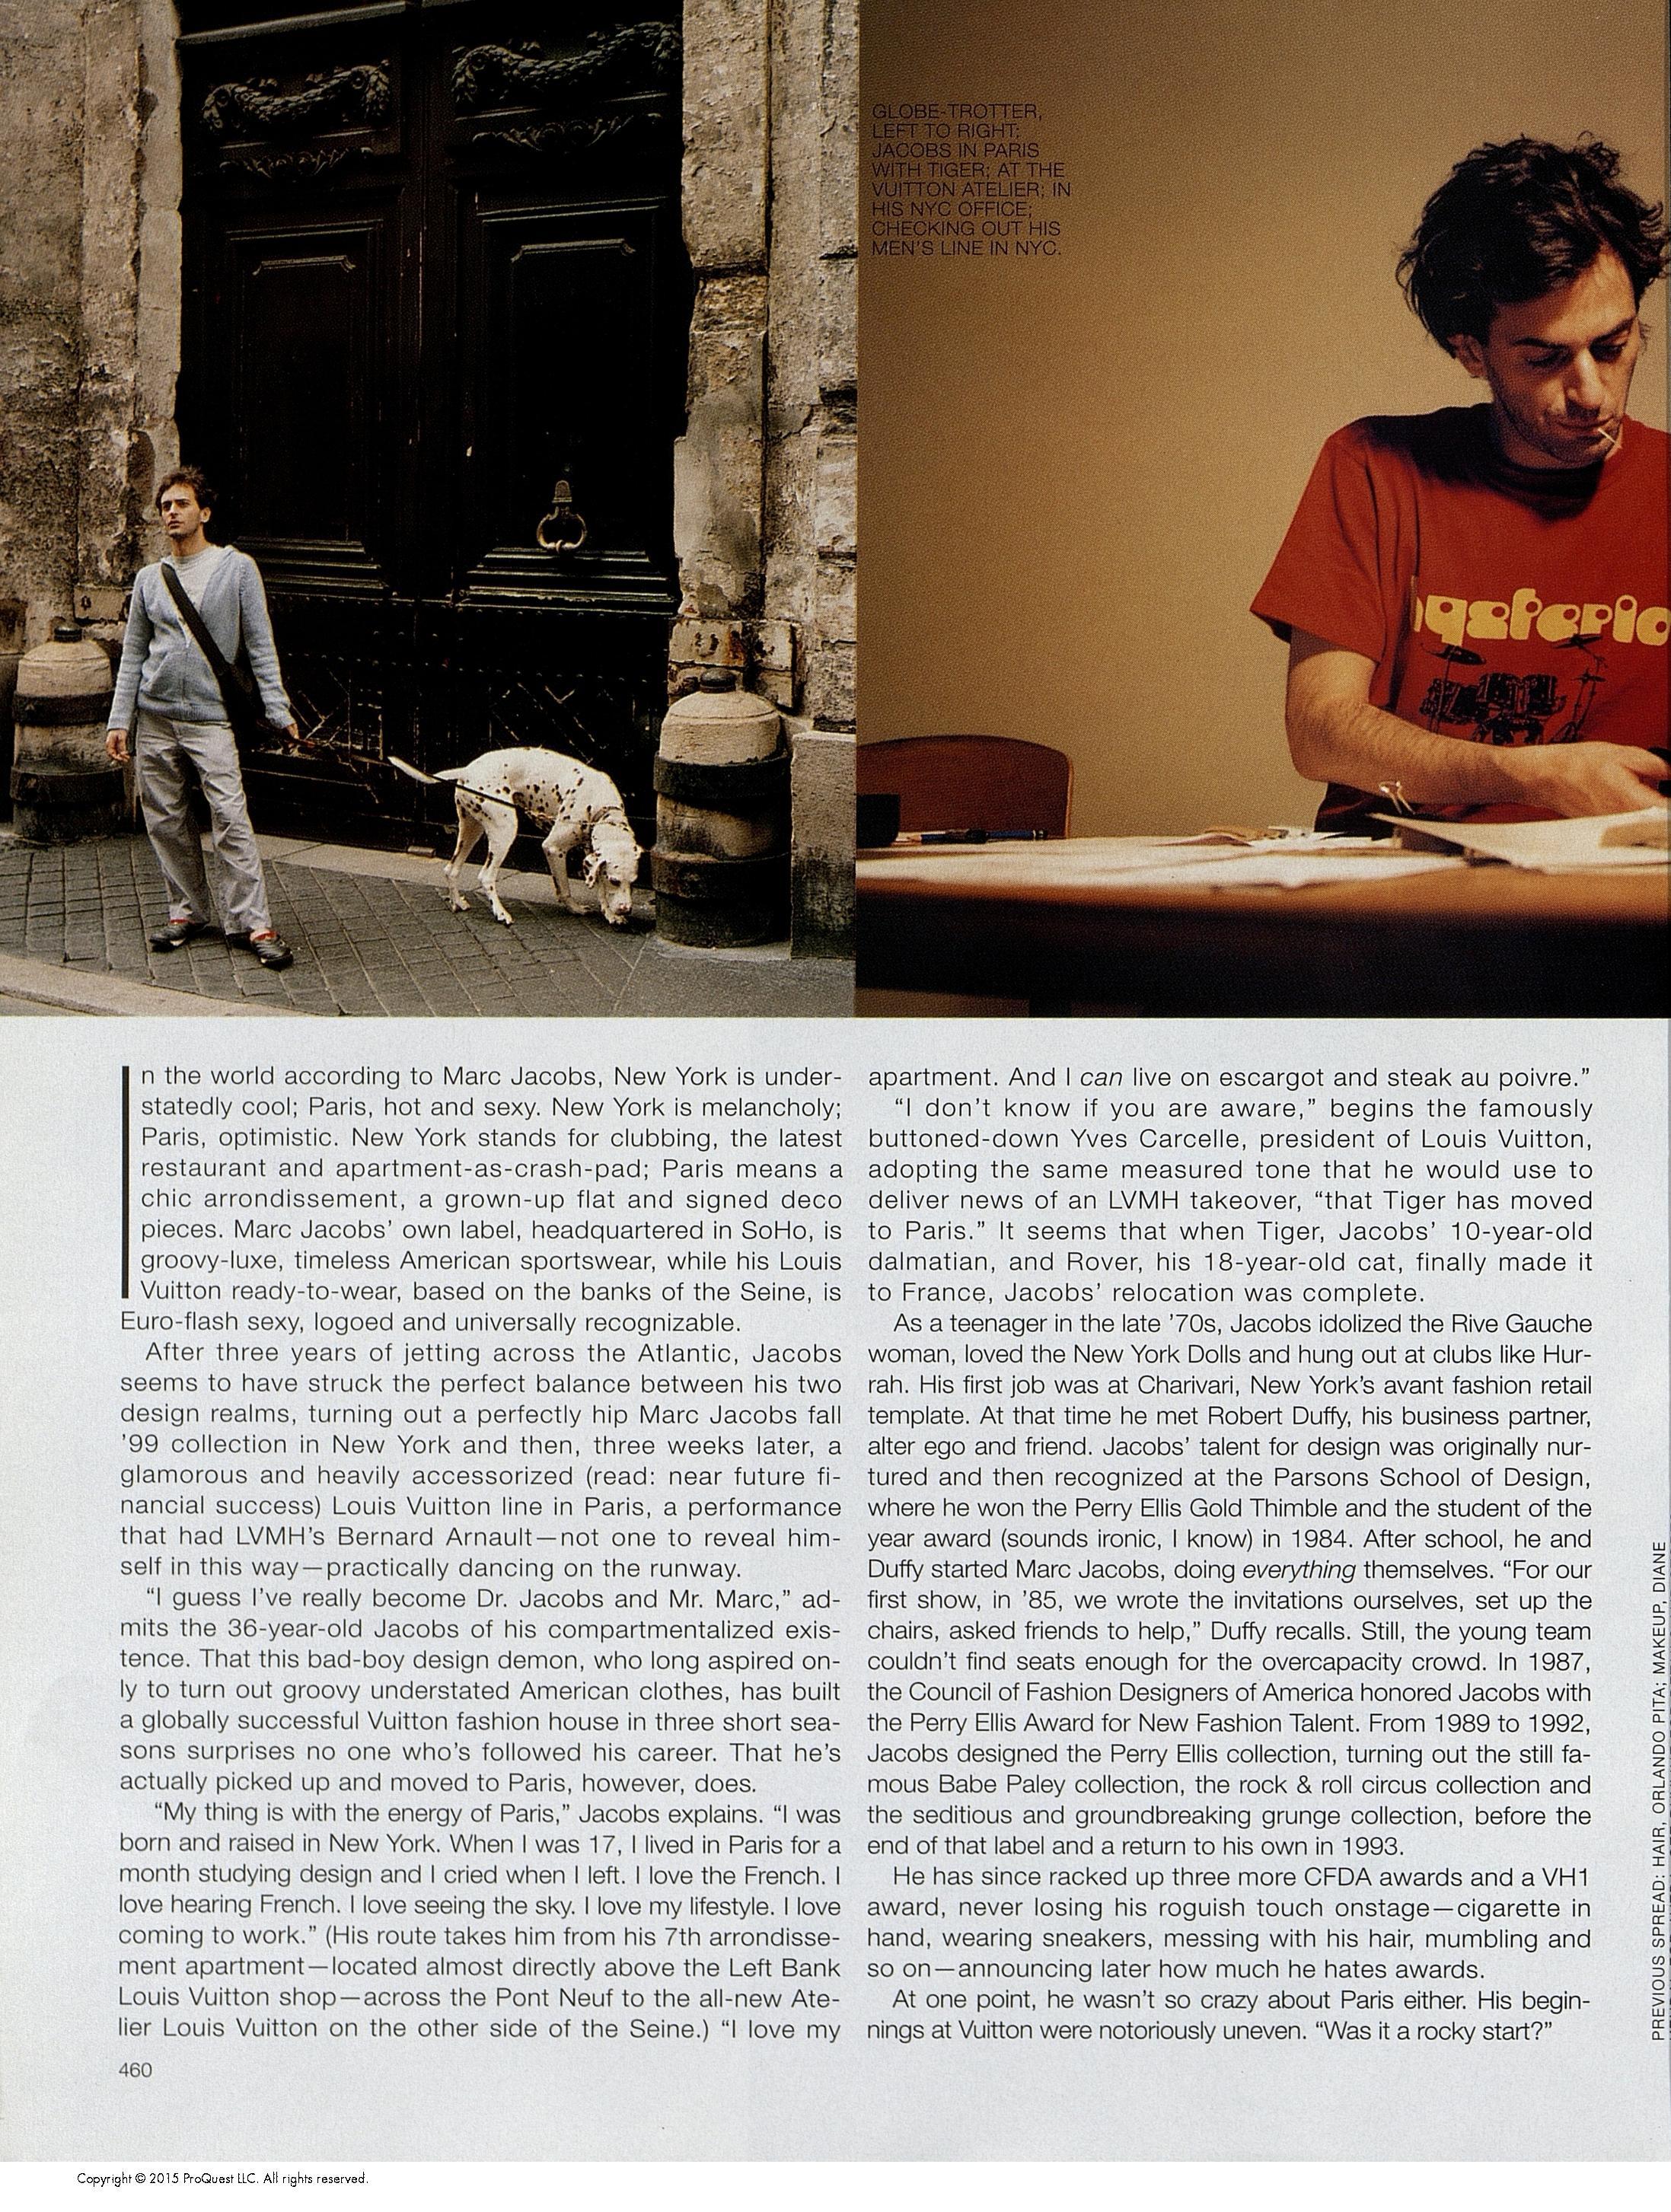 GLOBE-TROTTER,
LEFT TO RIGHT:
JACOBS IN PARIS
WITH TIGER; AT THE
VUITTON ATELIER; IN
HIS NYC OFFICE;
CHECKING OUT HIS
MEN'S LINE IN NYC.
In the world according to Marc Jacobs, New York is under-
statedly cool; Paris, hot and sexy. New York is melancholy;
Paris, optimistic. New York stands for clubbing, the latest
restaurant and apartment-as-crash-pad; Paris means a
chic arrondissement, a grown-up flat and signed deco
pieces. Marc Jacobs' own label, headquartered in SoHo, is
groovy-luxe, timeless American sportswear, while his Louis
Vuitton ready-to-wear, based on the banks of the Seine, is
Euro-flash sexy, logoed and universally recognizable.
After three years of jetting across the Atlantic, Jacobs
seems to have struck the perfect balance between his two
design realms, turning out a perfectly hip Marc Jacobs fall
'99 collection in New York and then, three weeks later, a
glamorous and heavily accessorized (read: near future fi-
nancial success) Louis Vuitton line in Paris, a performance
that had LVMH's Bernard Arnault—not one to reveal him-
self in this way—practically dancing on the runway.
“I guess I've really become Dr. Jacobs and Mr. Marc,” ad-
mits the 36-year-old Jacobs of his compartmentalized exis-
tence. That this bad-boy design demon, who long aspired on-
ly to turn out groovy understated American clothes, has built
a globally successful Vuitton fashion house in three short sea-
sons surprises no one who's followed his career. That he's
actually picked up and moved to Paris, however, does.
“My thing is with the energy of Paris,” Jacobs explains. “I was
born and raised in New York. When I was 17, I lived in Paris for a
month studying design and I cried when I left. I love the French. I
love hearing French. I love seeing the sky. I love my lifestyle. I love
coming to work.” (His route takes him from his 7th arrondisse-
ment apartment—located almost directly above the Left Bank
Louis Vuitton shop—across the Pont Neuf to the all-new Ate-
lier Louis Vuitton on the other side of the Seine.) “I love my
apartment. And I can live on escargot and steak au poivre.”
“I don't know if you are aware,” begins the famously
buttoned-down Yves Carcelle, president of Louis Vuitton,
adopting the same measured tone that he would use to
deliver news of an LVMH takeover, “that Tiger has moved
to Paris.” It seems that when Tiger, Jacobs' 10-year-old
dalmatian, and Rover, his 18-year-old cat, finally made it
to France, Jacobs' relocation was complete.
As a teenager in the late '70s, Jacobs idolized the Rive Gauche
woman, loved the New York Dolls and hung out at clubs like Hur-
rah. His first job was at Charivari, New York's avant fashion retail
template. At that time he met Robert Duffy, his business partner,
alter ego and friend. Jacobs' talent for design was originally nur-
tured and then recognized at the Parsons School of Design,
where he won the Perry Ellis Gold Thimble and the student of the
year award (sounds ironic, I know) in 1984. After school, he and
Duffy started Marc Jacobs, doing everything themselves. “For our
first show, in '85, we wrote the invitations ourselves, set up the
chairs, asked friends to help,” Duffy recalls. Still, the young team
couldn't find seats enough for the overcapacity crowd. In 1987,
the Council of Fashion Designers of America honored Jacobs with
the Perry Ellis Award for New Fashion Talent. From 1989 to 1992,
Jacobs designed the Perry Ellis collection, turning out the still fa-
mous Babe Paley collection, the rock & roll circus collection and
the seditious and groundbreaking grunge collection, before the
end of that label and a return to his own in 1993.
He has since racked up three more CFDA awards and a VH1
award, never losing his roguish touch onstage—cigarette in
hand, wearing sneakers, messing with his hair, mumbling and
so on—announcing later how much he hates awards.
At one point, he wasn't so crazy about Paris either. His begin-
nings at Vuitton were notoriously uneven. “Was it a rocky start?”
PREVIOUS SPREAD: HAIR, ORLANDO PITA; MAKEUP, DIANE
460
Copyright © 2015 ProQuest LLC. All rights reserved.